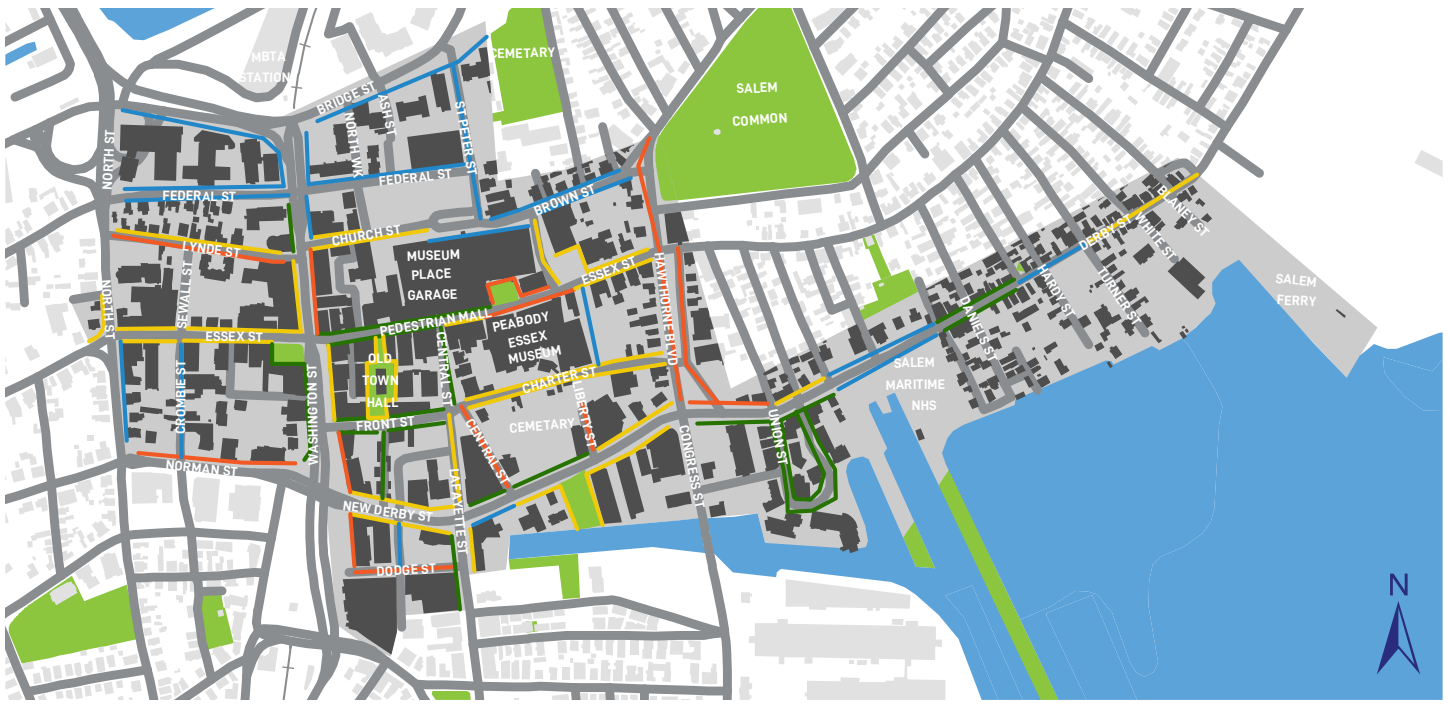 MBTA
STATION
CEMETARY
BRIDGE ST
ASH ST
NORTH WK
ST PETER ST
SALEM
COMMON
NORTH ST
FEDERAL ST
FEDERAL ST
BROWN ST
BLANEY ST
WHITE ST
DERBY ST
LYNDE ST
CHURCH ST
MUSEUM
PLACE
GARAGE
ESSEX ST
HAWTHORNE BLVD
HARDY ST
TURNER ST
SALEM
FERRY
NORTH ST
SEWALL ST
ESSEX ST
PEDESTRIAN MALL
PEABODY
ESSEX
MUSEUM
DANIELS ST
CENTRAL ST
OLD
TOWN
HALL
CHARTER ST
SALEM
MARITIME
NHS
CROMBIE ST
WASHINGTON ST
FRONT ST
CEMETARY
LIBERTY ST
CENTRAL ST
UNION ST
CONGRESS ST
NORMAN ST
LAFAYETTE ST
NEW DERBY ST
DODGE ST
N